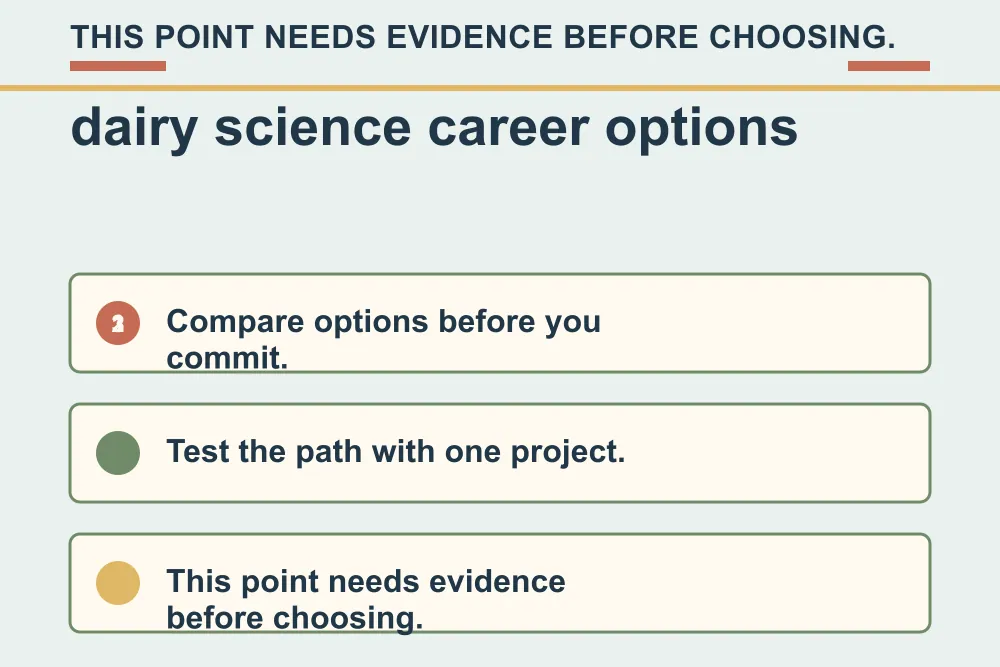 THIS POINT NEEDS EVIDENCE BEFORE CHOOSING.
dairy science career options
Compare options before you
commit.
Test the path with one project.
This point needs evidence
before choosing.